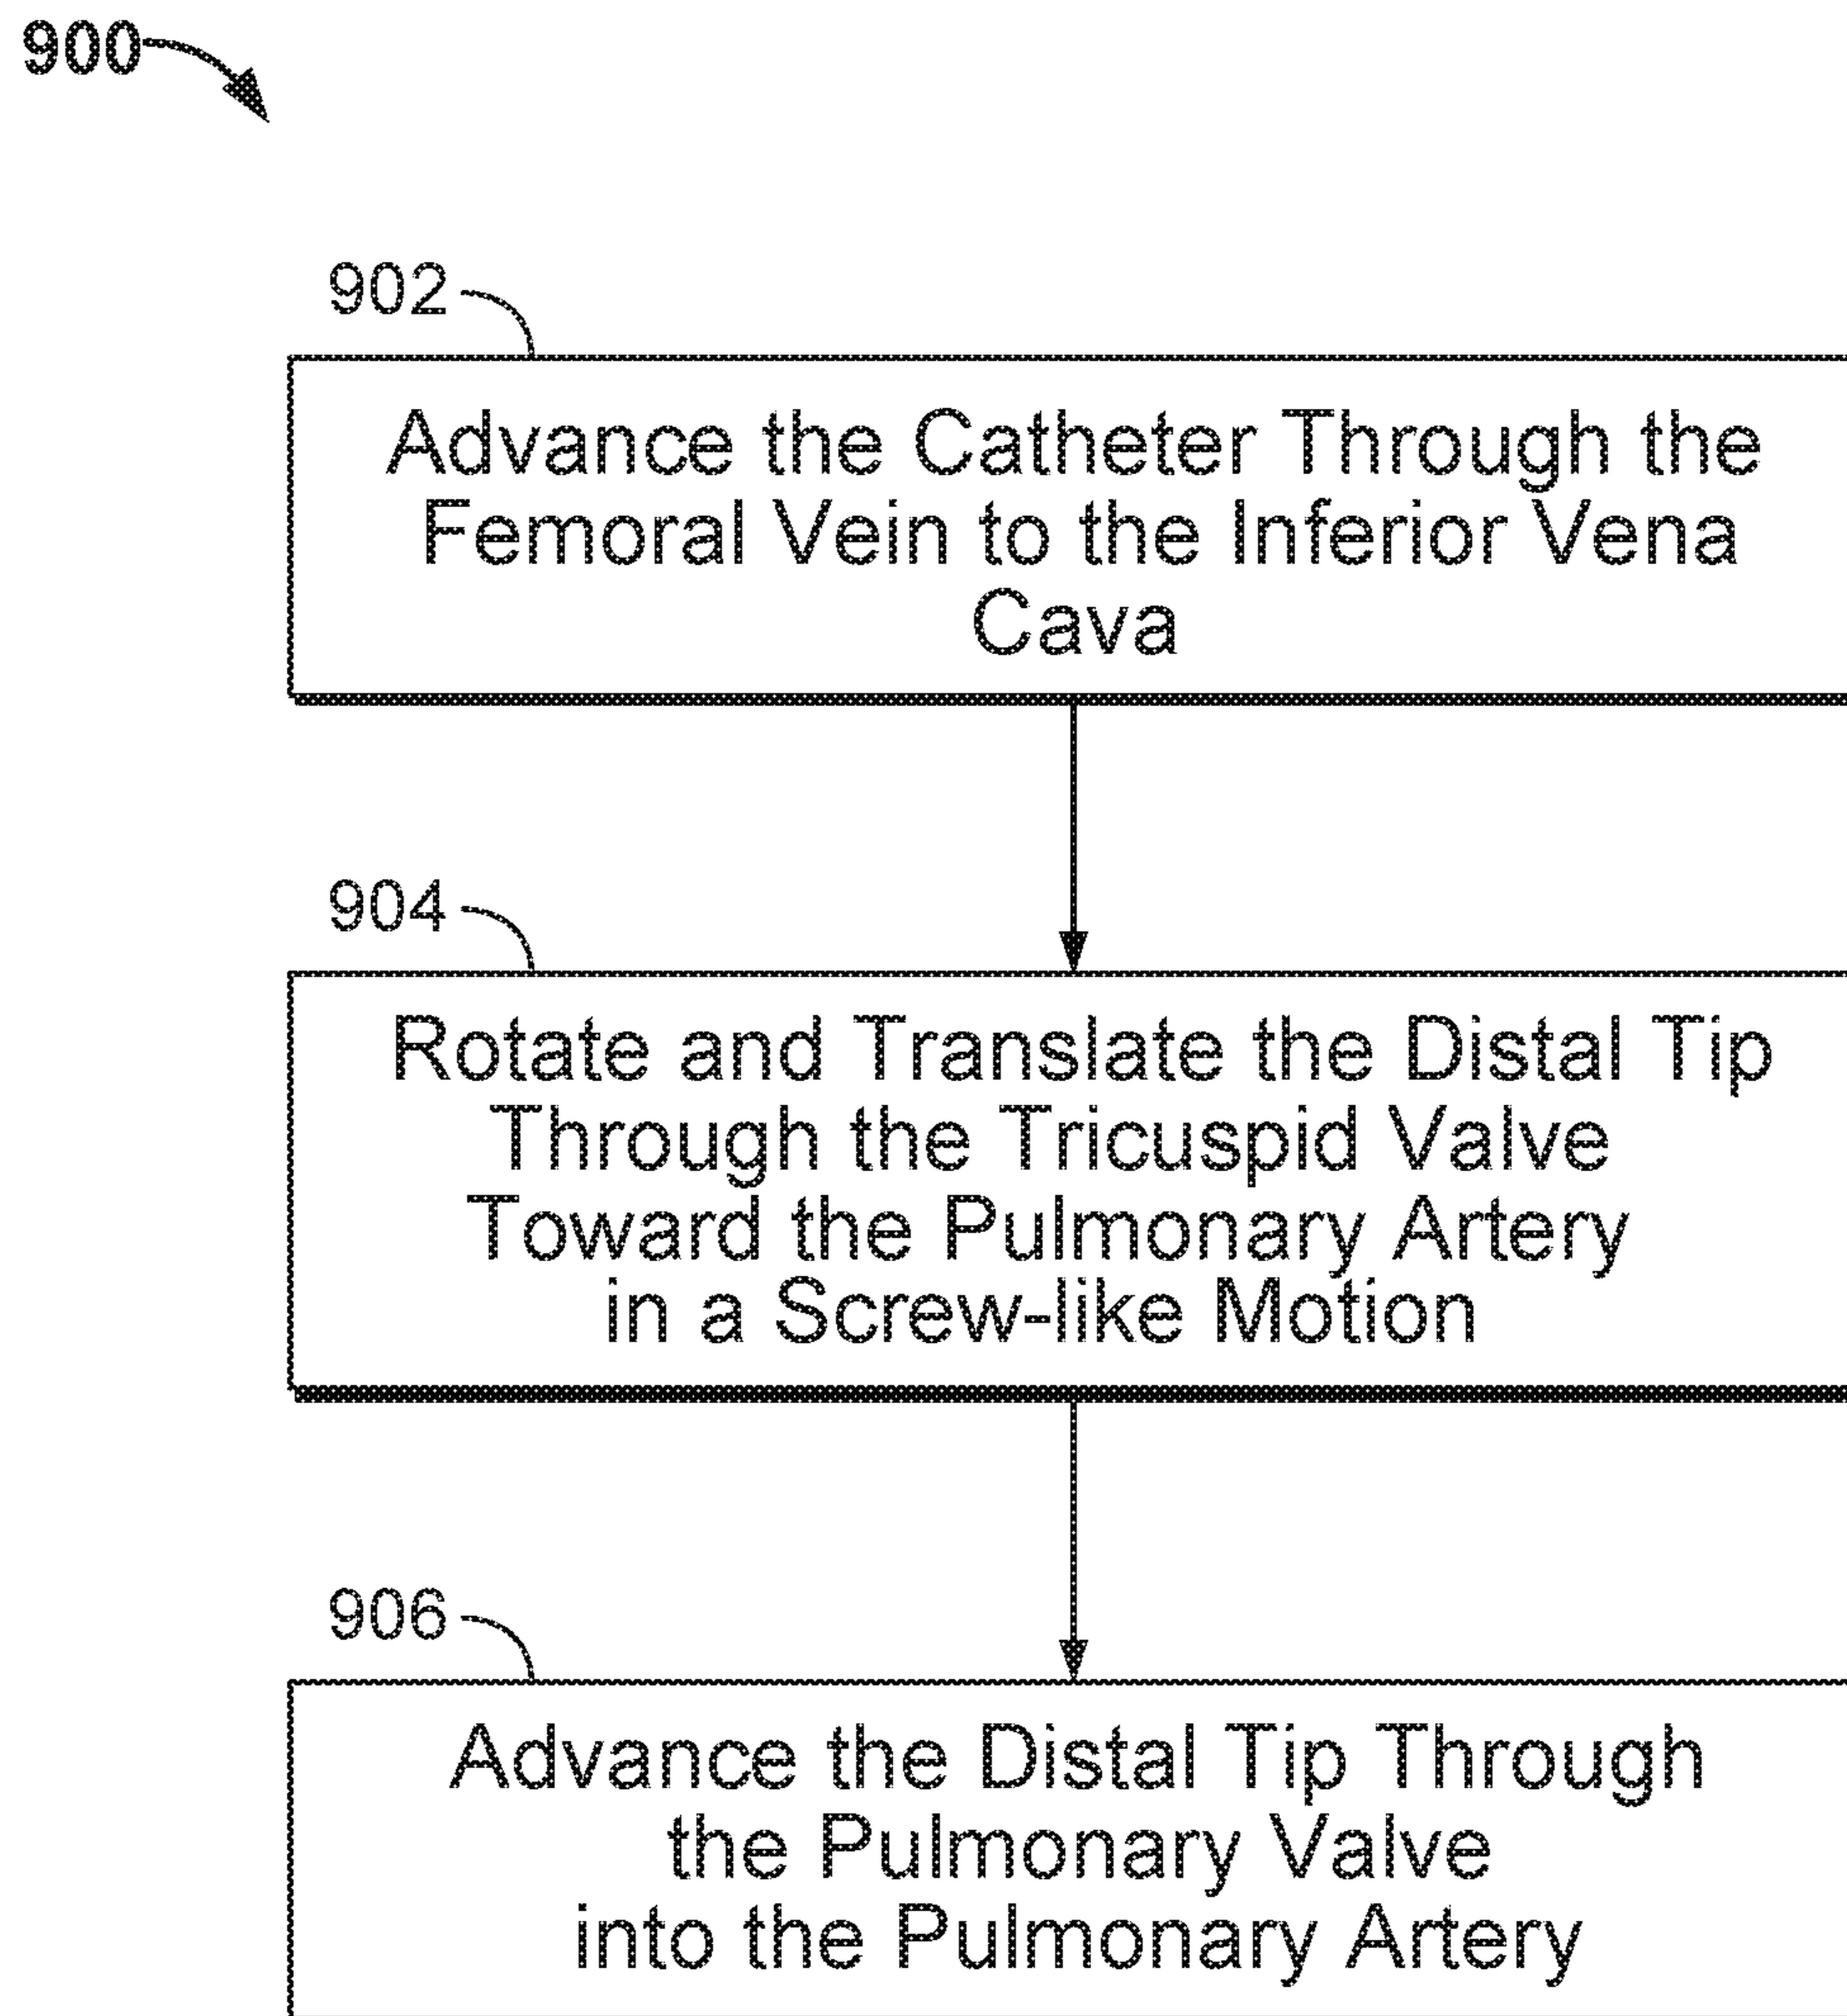 900
902
Advance the Catheter Through the
Femoral Vein to the Inferior Vena
Cava
904
Rotate and Translate the Distal Tip
Through the Tricuspid Valve
Toward the Pulmonary Artery
in a Screw-like Motion
906
Advance the Distal Tip Through
the Pulmonary Valve
into the Pulmonary Artery